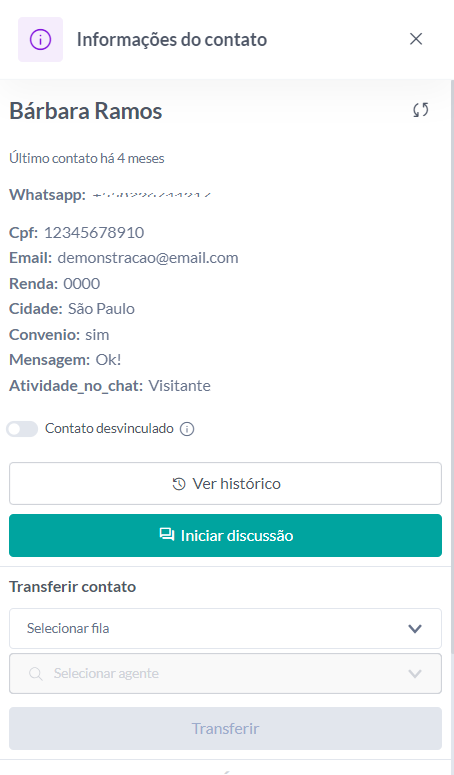 Informações do contato
Bárbara Ramos
Último contato há 4 meses
Whatsapp:
Cpf: 12345678910
Email: demonstracao@email.com
Renda: 0000
Cidade: São Paulo
Convenio: sim
Mensagem: Ok!
Atividade_no_chat: Visitante
Contato desvinculado
Ver histórico
Iniciar discussão
Transferir contato
Selecionar fila
Selecionar agente
Transferir